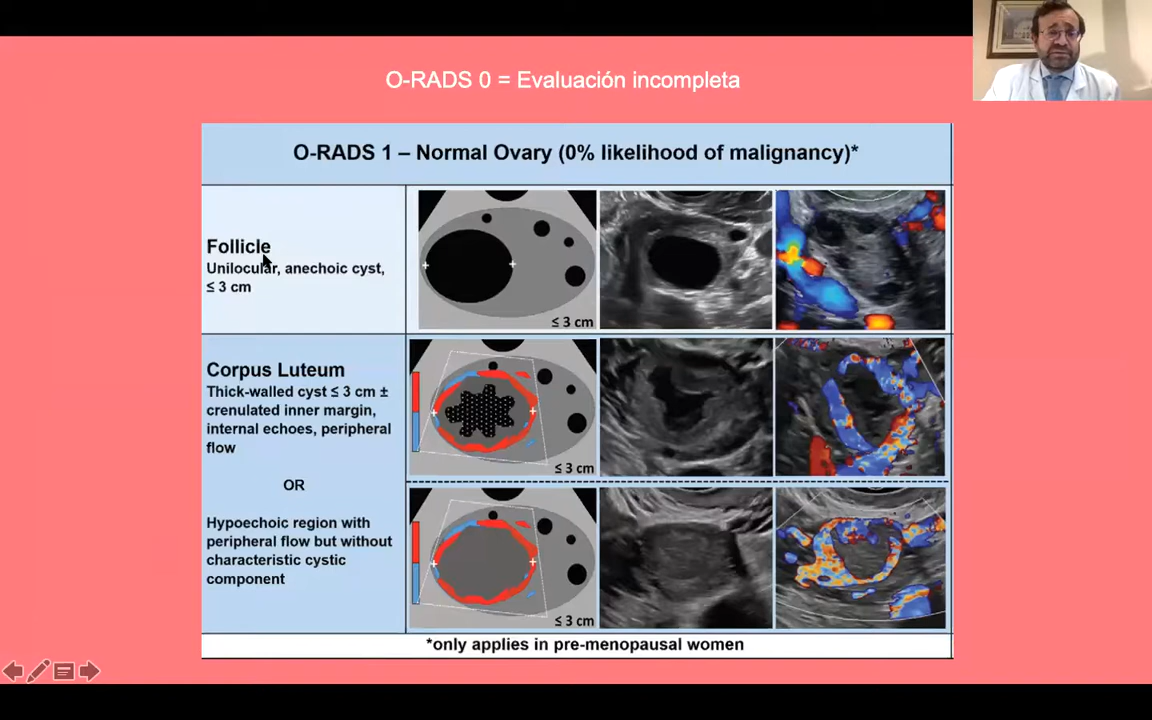 O-RADS 0 = Evaluación incompleta
O-RADS 1 – Normal Ovary (0% likelihood of malignancy)*
Follicle
Unilocular, anechoic cyst,
≤ 3 cm
≤ 3 cm
Corpus Luteum
Thick-walled cyst ≤ 3 cm ±
crenulated inner margin,
internal echoes, peripheral
flow
≤ 3 cm
OR
Hypoechoic region with
peripheral flow but without
characteristic cystic
component
≤ 3 cm
*only applies in pre-menopausal women